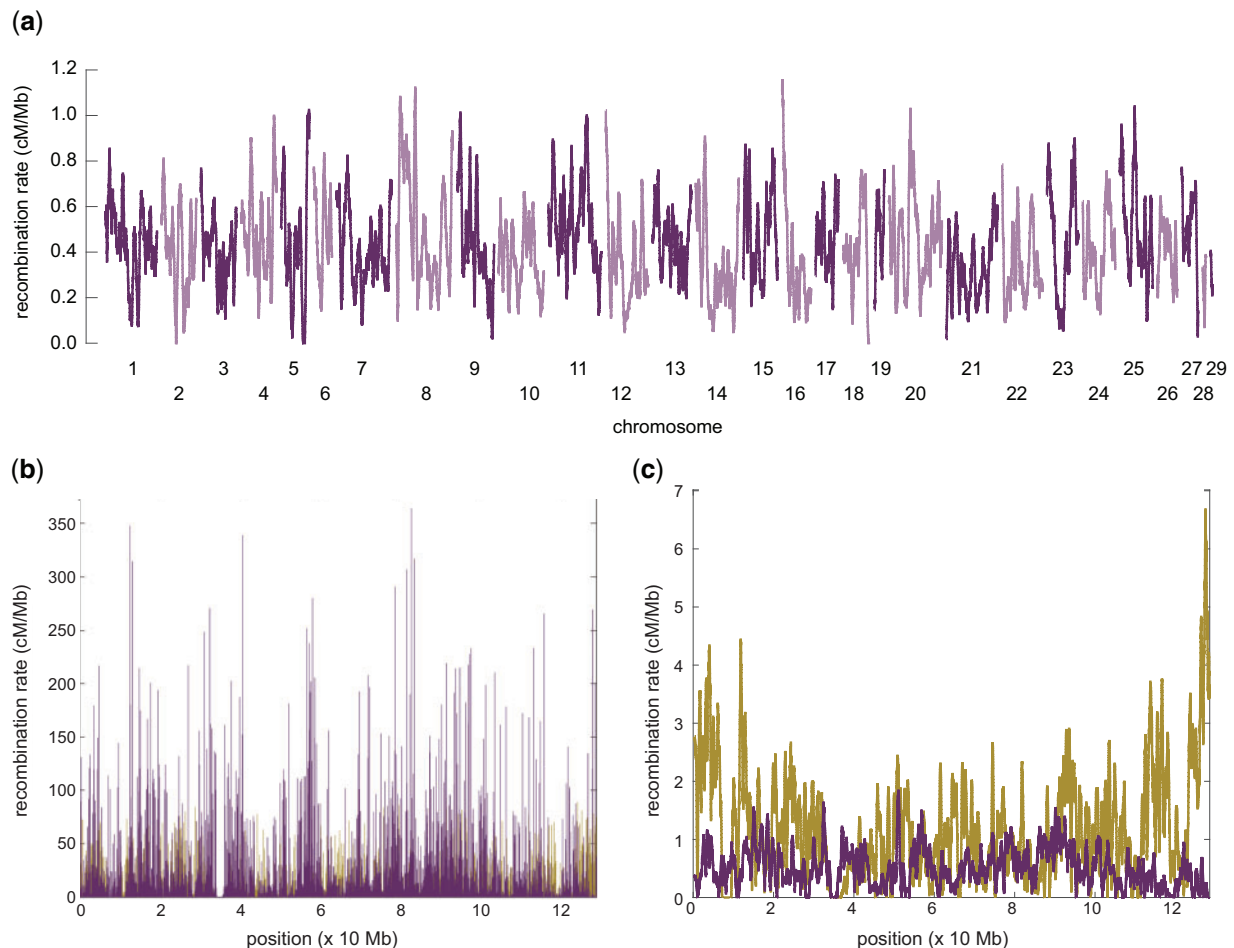 (a)
recombination rate (cM/Mb)
1.2
1.0
0.8
0.6
0.4
0.2
0.0
1 3 5 7 9 11 13 15 17 19 21 23 25 27 29
2 4 6 8 10 12 14 16 18 20 22 24 26 28
chromosome
(b)
recombination rate (cM/Mb)
350
300
250
200
150
100
50
0
0 2 4 6 8 10 12
position (x 10 Mb)
(c)
recombination rate (cM/Mb)
7
6
5
4
3
2
1
0
0 2 4 6 8 10 12
position (x 10 Mb)